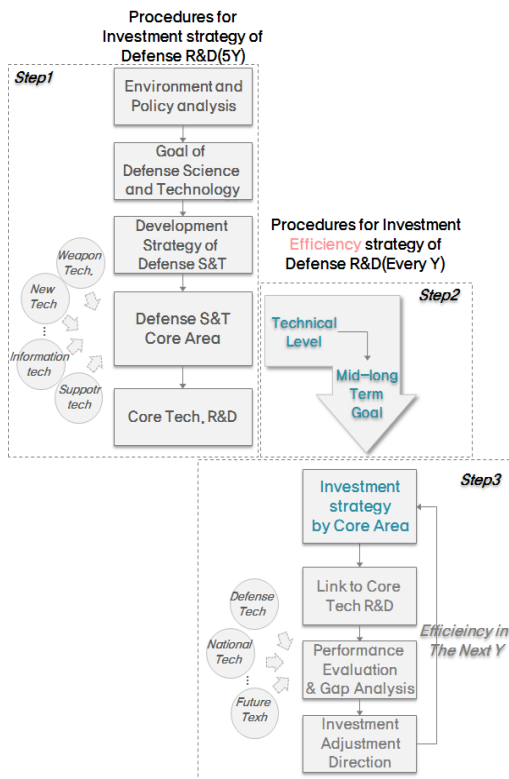 Procedures for
Investment strategy of
Defense R&D(5Y)
Step1
Environment and
Policy analysis
Goal of
Defense Science
and Technology
Development
Strategy of
Defense S&T
Weapon
Tech,
New
Tech
Information
tech
Suppotr
tech
Defense S&T
Core Area
Core Tech, R&D
Procedures for Investment
Efficiency strategy of
Defense R&D(Every Y)
Step2
Technical
Level
Mid-long
Term
Goal
Step3
Investment
strategy
by Core Area
Link to Core
Tech R&D
Defense
Tech
National
Tech
Future
Texh
Performance
Evaluation
& Gap Analysis
Investment
Adjustment
Direction
Efficieincy in
The Next Y